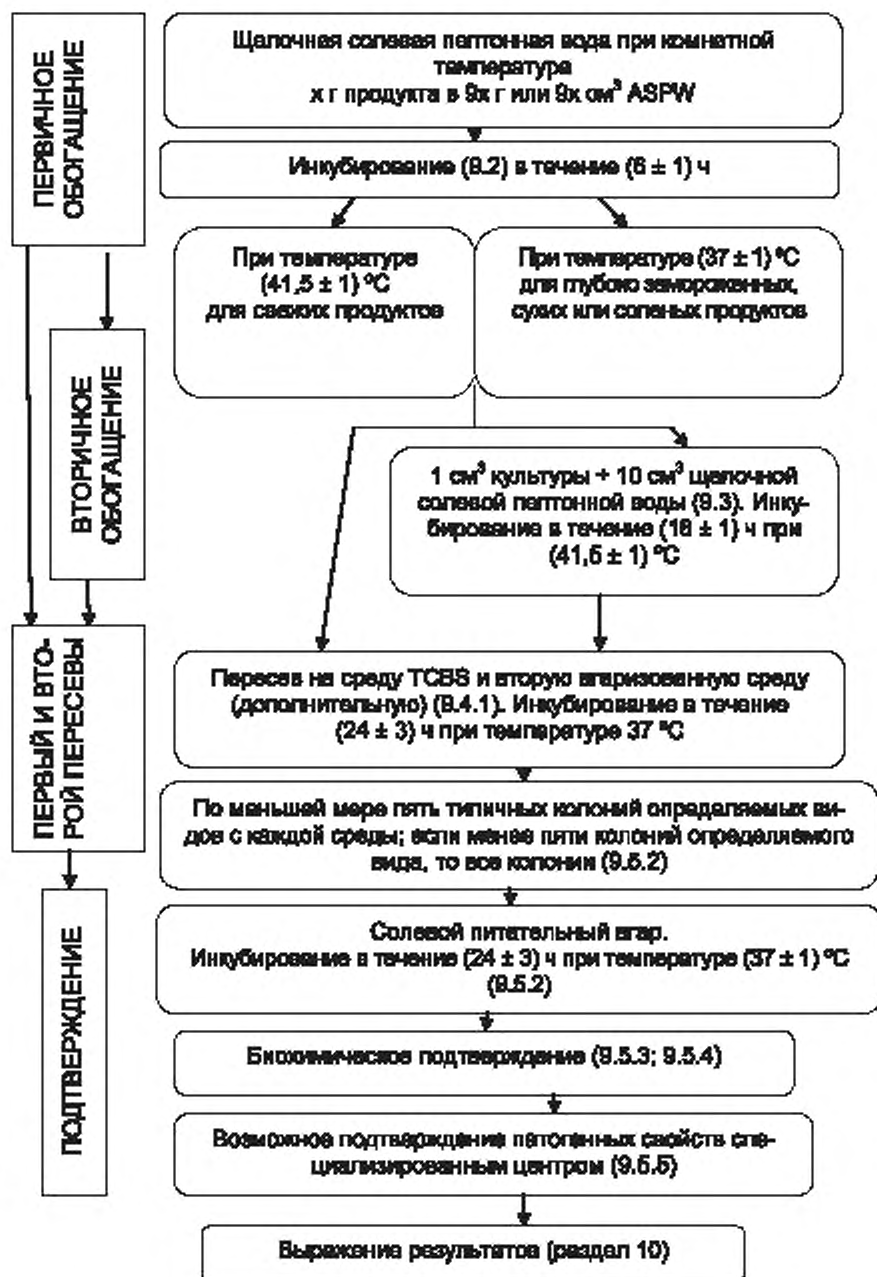 ПЕРВИЧНОЕ
ОБОГАЩЕНИЕ
Щелочная солевая пептонная вода при комнатной
температуре
х г продукта в 9х г или 9х см³ ASPW
Инкубирование (9.2) в течение (6 ± 1) ч
При температуре
(41,5 ± 1) ºС
для свежих продуктов
При температуре (37 ± 1) ºС
для глубоко замороженных,
сухих или соленых продуктов
ВТОРИЧНОЕ
ОБОГАЩЕНИЕ
1 см³ культуры + 10 см³ щелочной
солевой пептонной воды (9.3). Инку-
бирование в течение (18 ± 1) ч при
(41,5 ± 1) ºС
ПЕРВЫЙ И ВТО-
РОЙ ПЕРЕСЕВЫ
Пересев на среду TCBS и вторую агаризованную среду
(дополнительную) (9.4.1). Инкубирование в течение
(24 ± 3) ч при температуре 37 ºС
По меньшей мере пять типичных колоний определяемых ви-
дов с каждой среды; если менее пяти колоний определяемого
вида, то все колонии (9.5.2)
ПОДТВЕРЖДЕНИЕ
Солевой питательный агар.
Инкубирование в течение (24 ± 3) ч при температуре (37 ± 1) ºС
(9.5.2)
Биохимическое подтверждение (9.5.3; 9.5.4)
Возможное подтверждение патогенных свойств спе-
циализированным центром (9.5.5)
Выражение результатов (раздел 10)